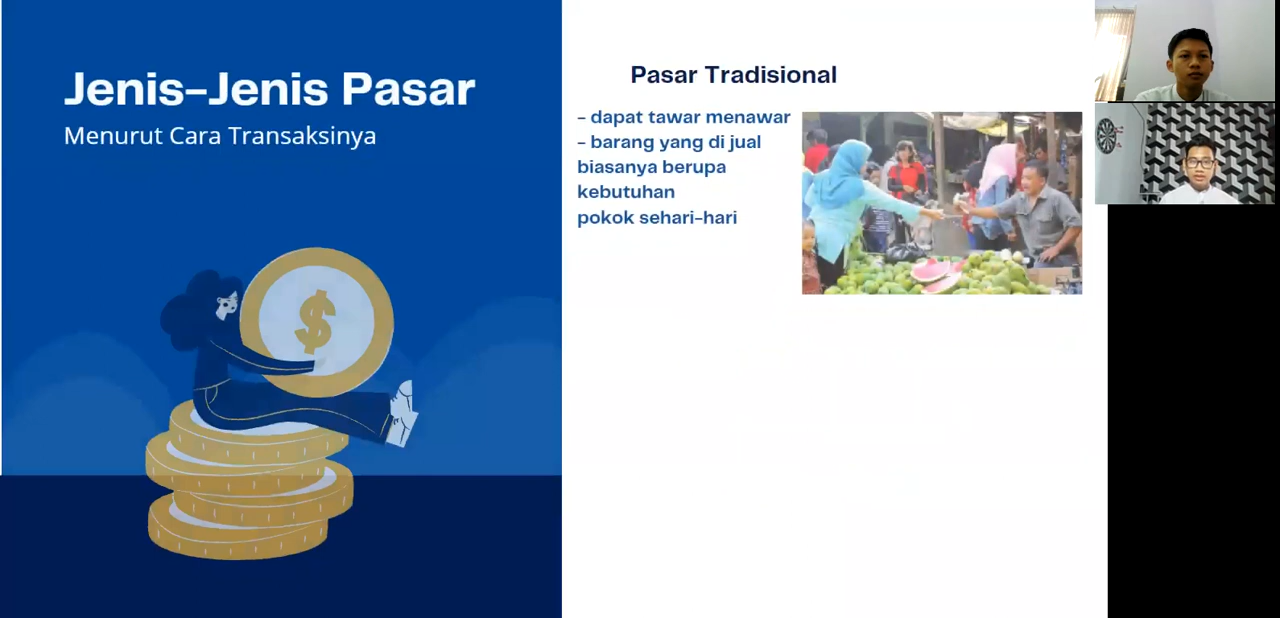 Jenis-Jenis Pasar
Menurut Cara Transaksinya
Pasar Tradisional
- dapat tawar menawar
- barang yang di jual
biasanya berupa
kebutuhan
pokok sehari-hari
$